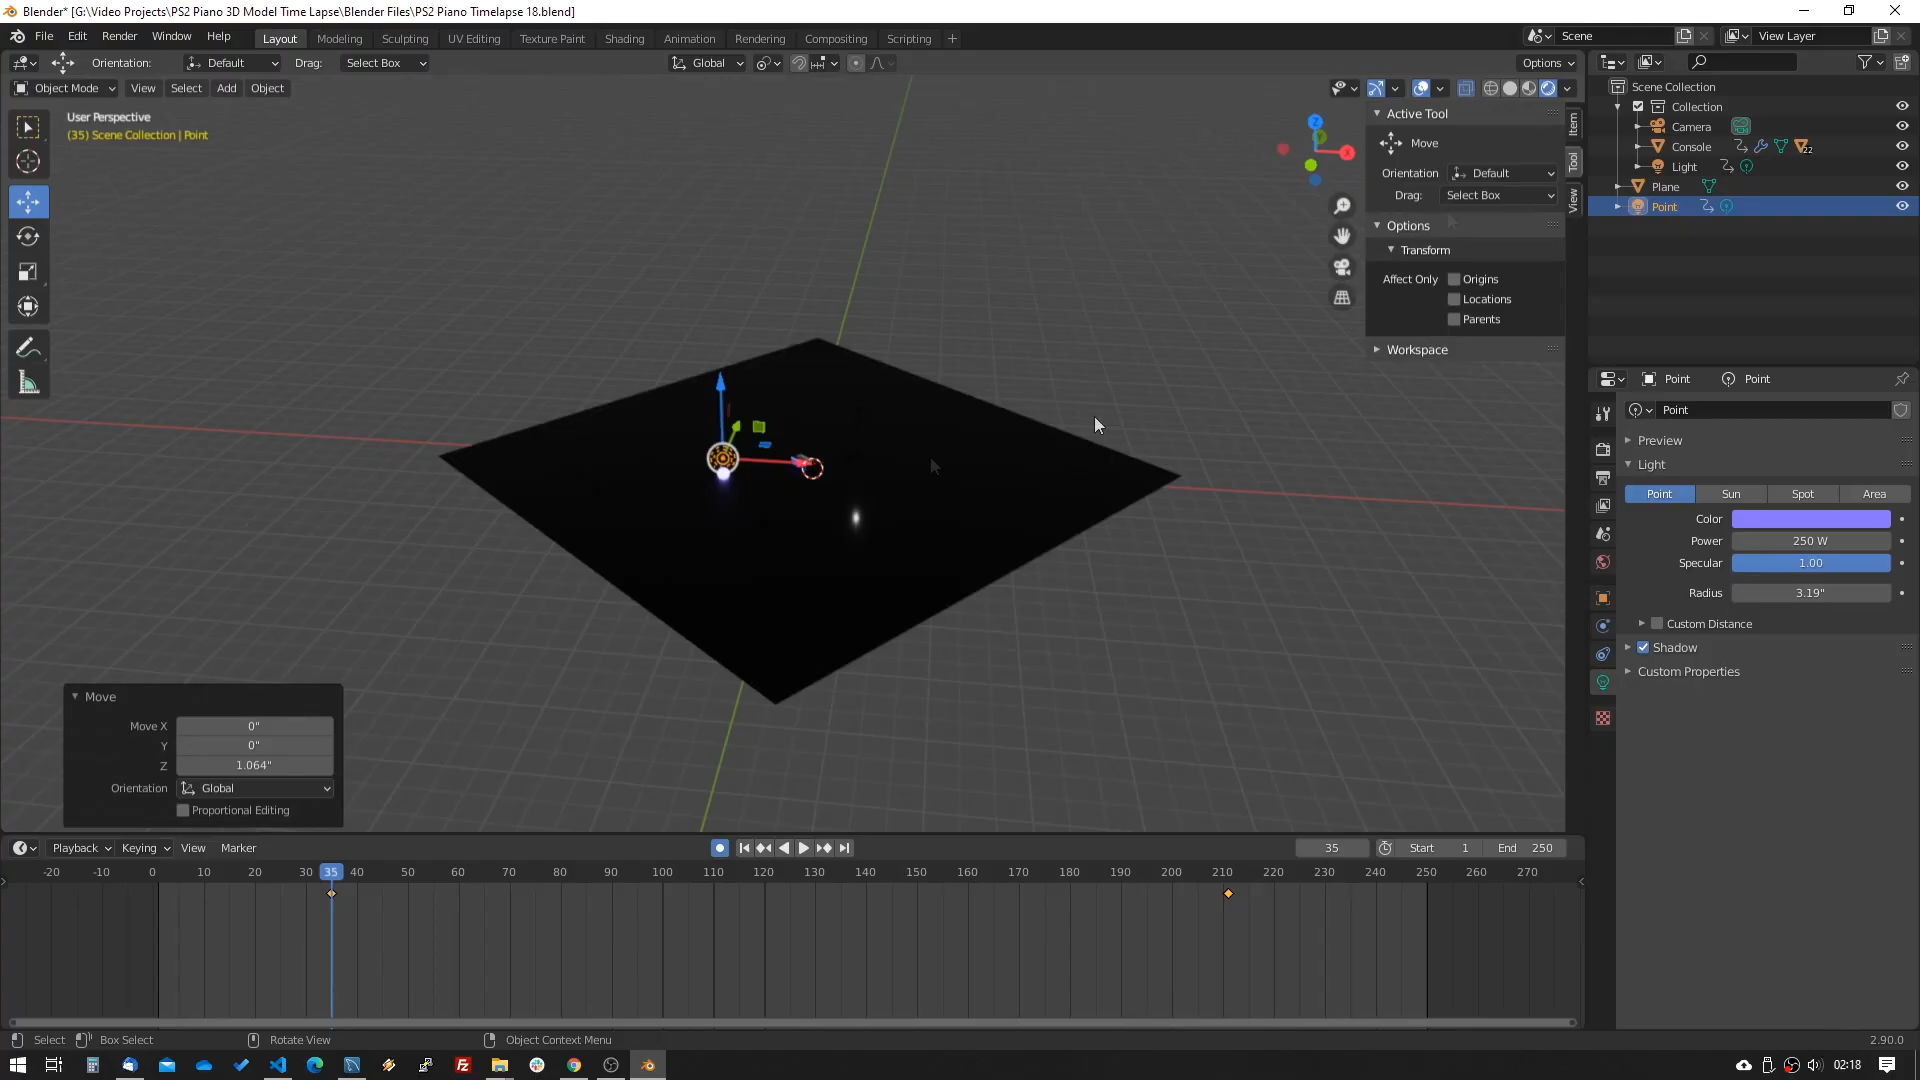 Blender* [G:\Video Projects\PS2 Piano 3D Model Time Lapse\Blender Files\PS2 Piano Timelapse 18.blend]
File Edit Render Window Help
Layout Modeling Sculpting UV Editing Texture Paint Shading Animation Rendering Compositing Scripting +
Scene
View Layer
Orientation: Default Drag: Select Box
Global
Options
Object Mode View Select Add Object
User Perspective
(35) Scene Collection | Point
Z
X
Y
Active Tool
Move
Orientation Default
Drag: Select Box
Options
Transform
Affect Only Origins
Locations
Parents
Workspace
Item
Tool
View
Scene Collection
Collection
Camera
Console 22
Light
Plane
Point
Point Point
Point
Preview
Light
Point Sun Spot Area
Color
Power 250 W
Specular 1.00
Radius 3.19"
Custom Distance
Shadow
Custom Properties
Move
Move X 0"
Y 0"
Z 1.064"
Orientation Global
Proportional Editing
Playback Keying View Marker
35 Start 1 End 250
-20 -10 0 10 20 30 35 40 50 60 70 80 90 100 110 120 130 140 150 160 170 180 190 200 210 220 230 240 250 260 270
Select Box Select Rotate View Object Context Menu 2.90.0
02:18